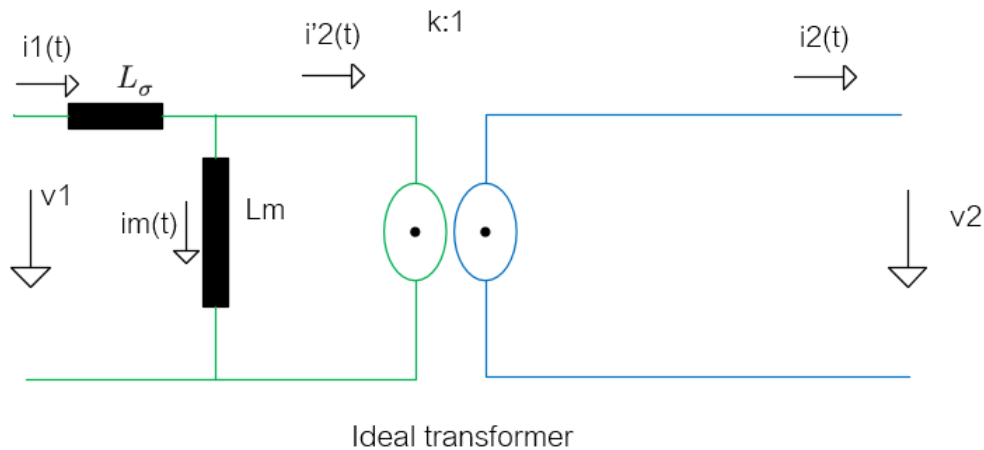 k:1
i1(t)
i'2(t)
i2(t)
Lσ
v1
im(t)
Lm
v2
Ideal transformer